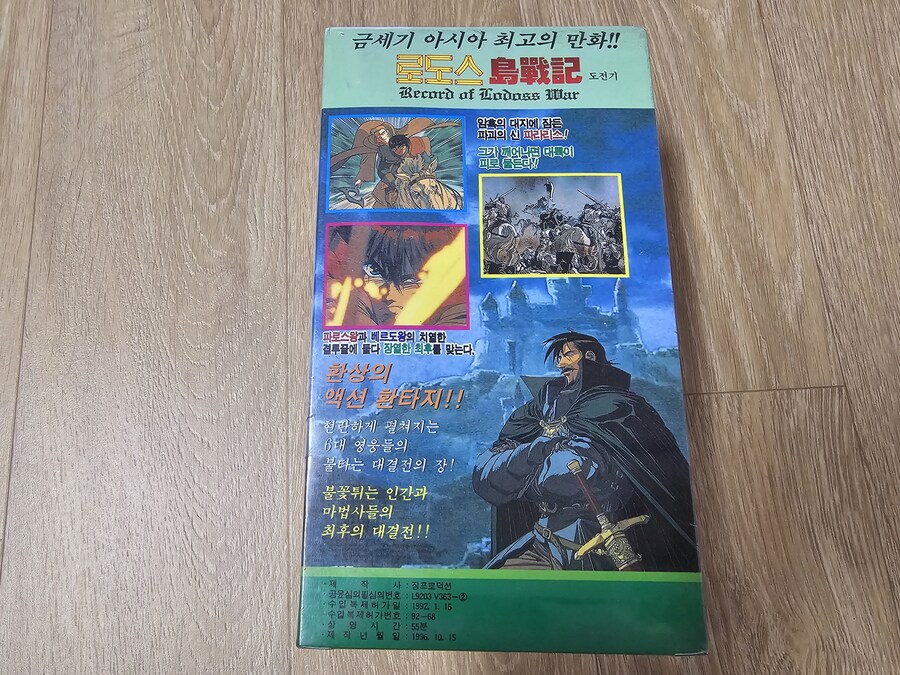 금세기 아시아 최고의 만화!!
로도스 島戰記 도전기
Record of Lodoss War
암흑의 대지에 잠든
파괴의 신 파라리스!
그가 깨어나면 대륙이
피로 물든다!
파로스왕과 베르도왕의 치열한
결투끝에 둘다 장열한 최후를 맞는다.
환상의
액션 환타지!!
현란하게 펼쳐지는
6대 영웅들의
불타는 대결전의 장!
불꽃튀는 인간과
마법사들의
최후의 대결전!!
·제작사 : 징프로덕션
·공윤심의필심의번호 : L9203 V363-②
·수입복제허가일 : 1992. 1. 15
·수입복제허가번호 : 92-68
·상영시간 : 55분
·제작년월일 : 1996. 10. 15